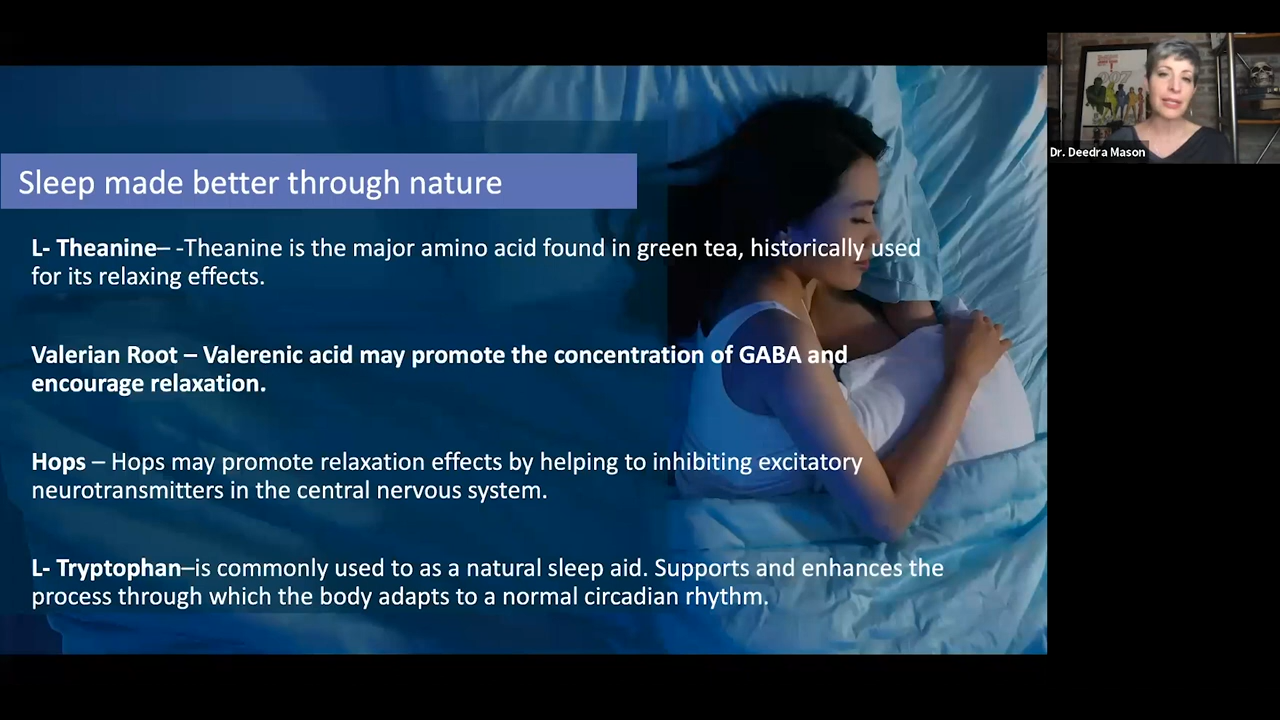 Sleep made better through nature
L- Theanine– -Theanine is the major amino acid found in green tea, historically used
for its relaxing effects.
Valerian Root – Valerenic acid may promote the concentration of GABA and
encourage relaxation.
Hops – Hops may promote relaxation effects by helping to inhibiting excitatory
neurotransmitters in the central nervous system.
L- Tryptophan–is commonly used to as a natural sleep aid. Supports and enhances the
process through which the body adapts to a normal circadian rhythm.
007
Dr. Deedra Mason